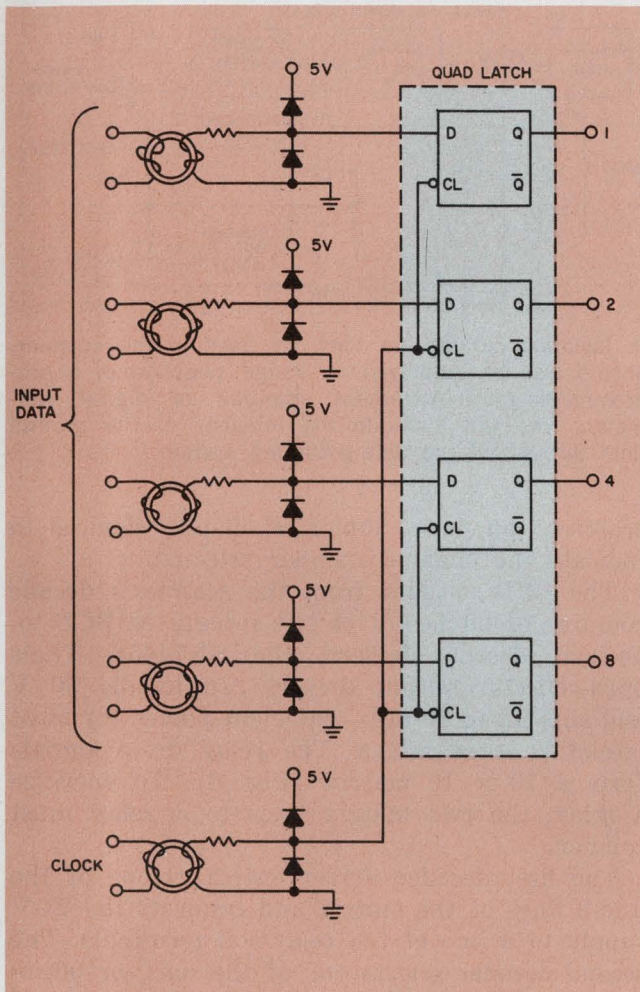 5V
QUAD LATCH
D Q
CL Q̅
1
5V
D Q
CL Q̅
2
INPUT
DATA
5V
D Q
CL Q̅
4
5V
D Q
CL Q̅
8
5V
CLOCK